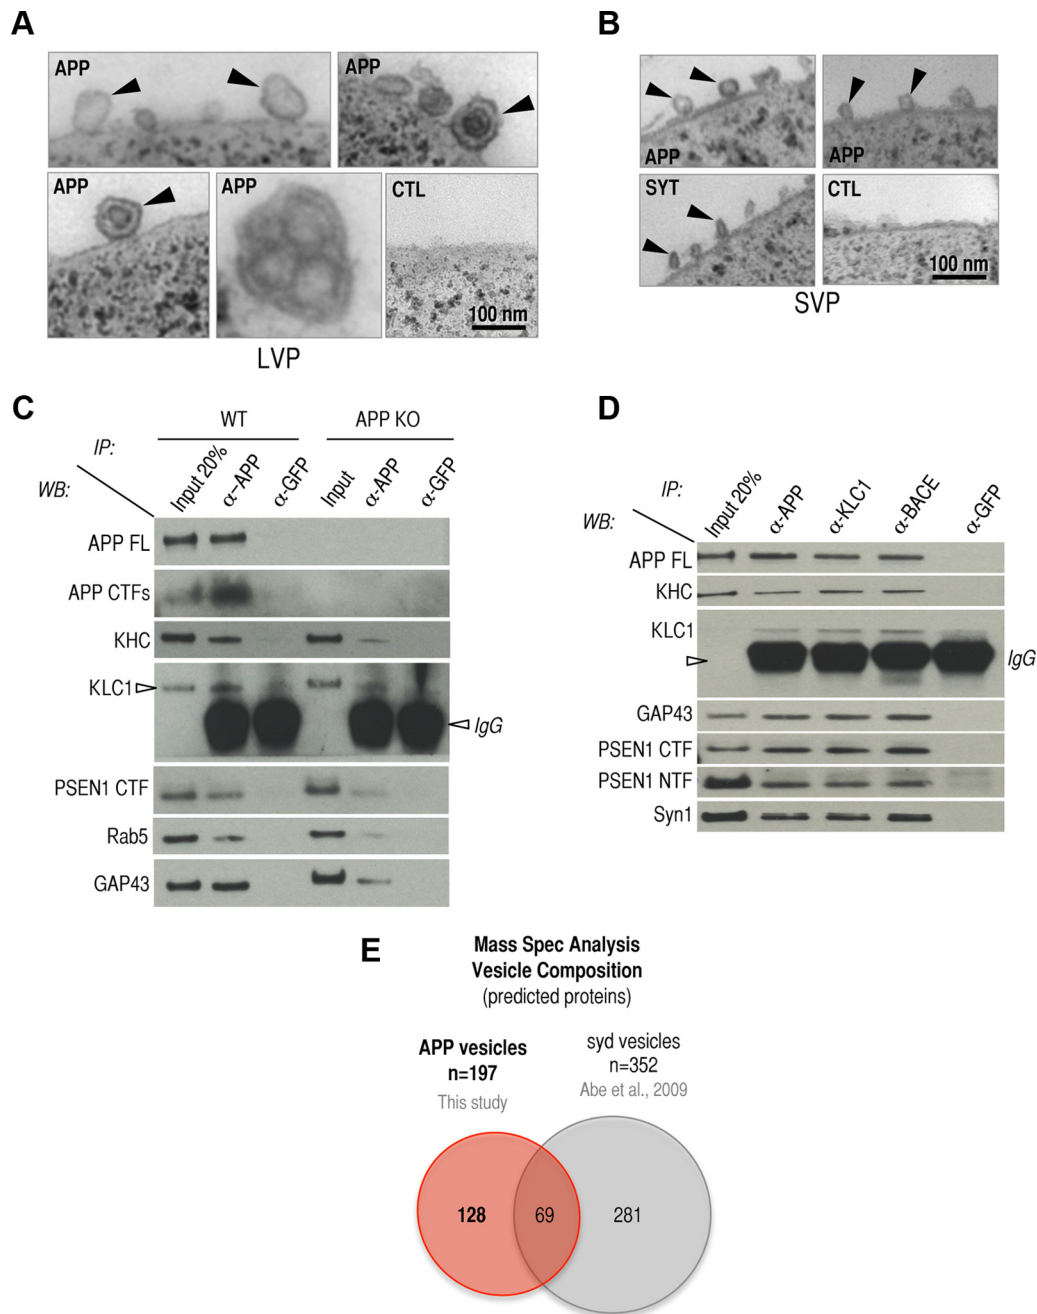 A
APP
APP
APP
APP
CTL
100 nm
LVP
B
APP
APP
SYT
CTL
100 nm
SVP
C
WT
APP KO
IP:
WB:
Input 20%
α-APP
α-GFP
Input
α-APP
α-GFP
APP FL
APP CTFs
KHC
KLC1
IgG
PSEN1 CTF
Rab5
GAP43
D
IP:
WB:
Input 20%
α-APP
α-KLC1
α-BACE
α-GFP
APP FL
KHC
KLC1
IgG
GAP43
PSEN1 CTF
PSEN1 NTF
Syn1
E
Mass Spec Analysis
Vesicle Composition
(predicted proteins)
APP vesicles
n=197
This study
syd vesicles
n=352
Abe et al., 2009
128
69
281